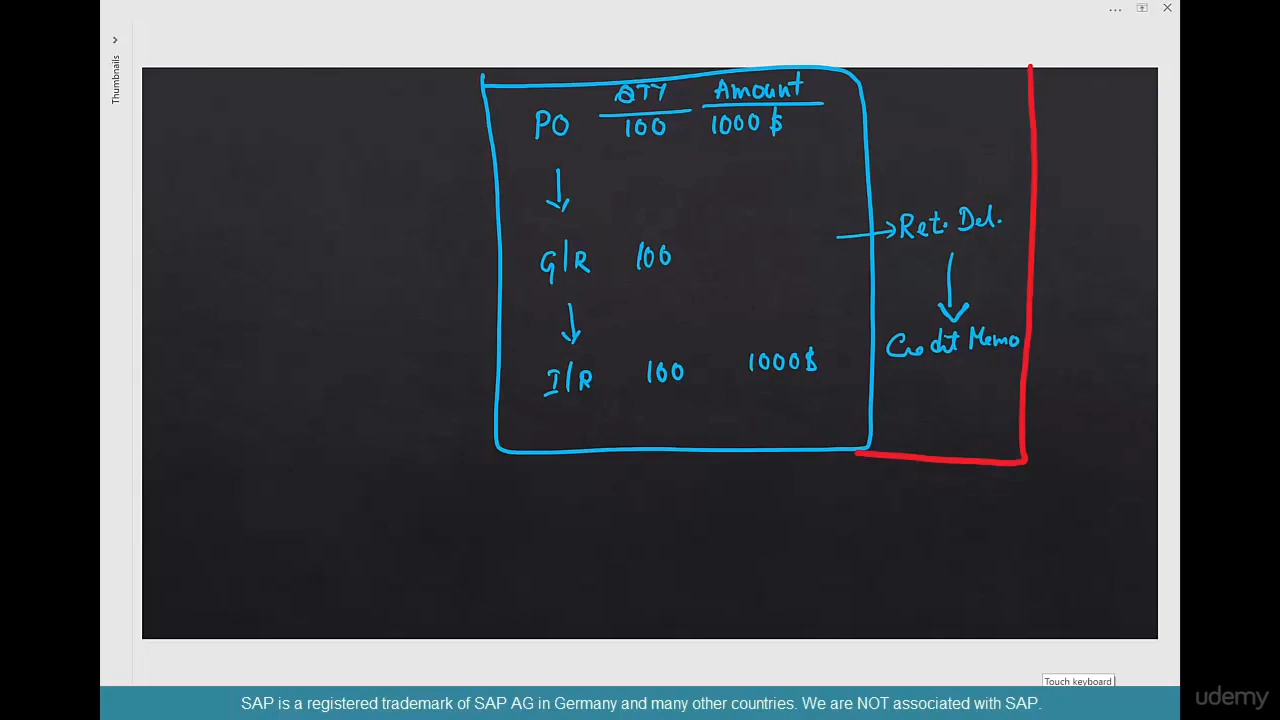 Thumbnails
QTY Amount
PO 100 1000 $
G/R 100
Ret. Del.
Credit Memo
I/R 100 1000$
Touch keyboard
SAP is a registered trademark of SAP AG in Germany and many other countries. We are NOT associated with SAP.
udemy